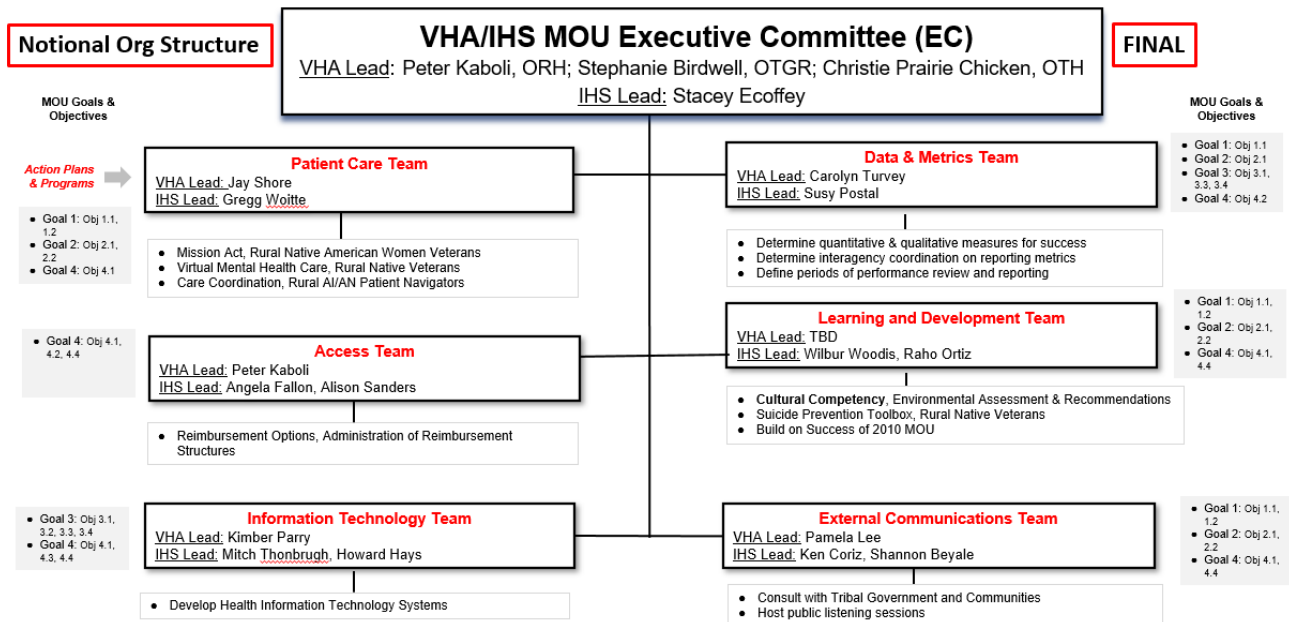 Notional Org Structure
VHA/IHS MOU Executive Committee (EC)
VHA Lead: Peter Kaboli, ORH; Stephanie Birdwell, OTGR; Christie Prairie Chicken, OTH
IHS Lead: Stacey Ecoffey
FINAL
MOU Goals &
Objectives
Action Plans
& Programs
● Goal 1: Obj 1.1,
1.2
● Goal 2: Obj 2.1,
2.2
● Goal 4: Obj 4.1
Patient Care Team
VHA Lead: Jay Shore
IHS Lead: Gregg Woitte
● Mission Act, Rural Native American Women Veterans
● Virtual Mental Health Care, Rural Native Veterans
● Care Coordination, Rural AI/AN Patient Navigators
Data & Metrics Team
VHA Lead: Carolyn Turvey
IHS Lead: Susy Postal
● Determine quantitative & qualitative measures for success
● Determine interagency coordination on reporting metrics
● Define periods of performance review and reporting
MOU Goals &
Objectives
● Goal 1: Obj 1.1
● Goal 2: Obj 2.1
● Goal 3: Obj 3.1,
3.3, 3.4
● Goal 4: Obj 4.2
● Goal 4: Obj 4.1,
4.2, 4.4
Access Team
VHA Lead: Peter Kaboli
IHS Lead: Angela Fallon, Alison Sanders
● Reimbursement Options, Administration of Reimbursement
Structures
Learning and Development Team
VHA Lead: TBD
IHS Lead: Wilbur Woodis, Raho Ortiz
● Cultural Competency, Environmental Assessment & Recommendations
● Suicide Prevention Toolbox, Rural Native Veterans
● Build on Success of 2010 MOU
● Goal 1: Obj 1.1,
1.2
● Goal 2: Obj 2.1,
2.2
● Goal 4: Obj 4.1,
4.4
● Goal 3: Obj 3.1,
3.2, 3.3, 3.4
● Goal 4: Obj 4.1,
4.3, 4.4
Information Technology Team
VHA Lead: Kimber Parry
IHS Lead: Mitch Thonbrugh, Howard Hays
● Develop Health Information Technology Systems
External Communications Team
VHA Lead: Pamela Lee
IHS Lead: Ken Coriz, Shannon Beyale
● Consult with Tribal Government and Communities
● Host public listening sessions
● Goal 1: Obj 1.1,
1.2
● Goal 2: Obj 2.1,
2.2
● Goal 4: Obj 4.1,
4.4